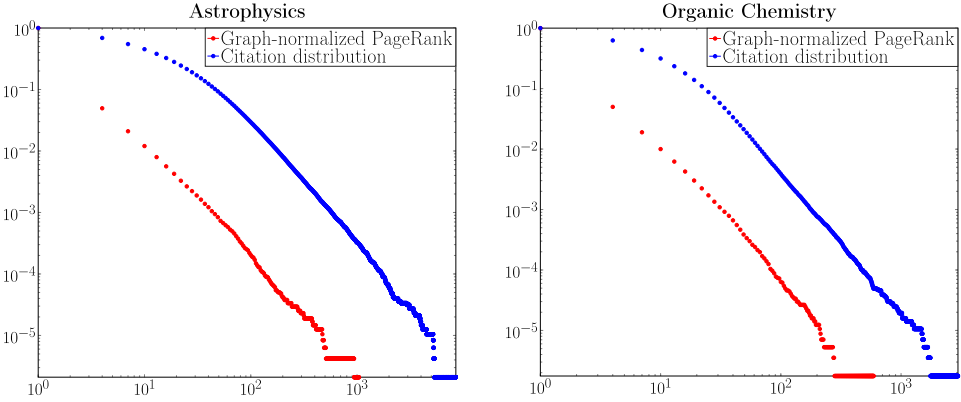 Astrophysics
Graph-normalized PageRank
Citation distribution
10^0
10^-1
10^-2
10^-3
10^-4
10^-5
10^0 10^1 10^2 10^3
Organic Chemistry
Graph-normalized PageRank
Citation distribution
10^0
10^-1
10^-2
10^-3
10^-4
10^-5
10^0 10^1 10^2 10^3